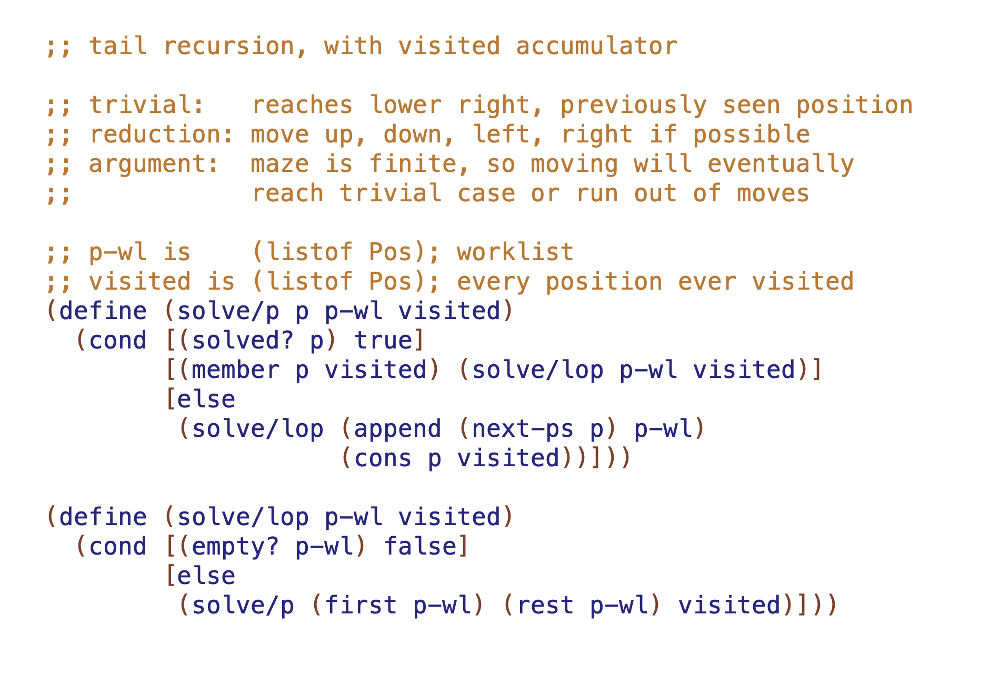 ;; tail recursion, with visited accumulator

;; trivial:   reaches lower right, previously seen position
;; reduction: move up, down, left, right if possible
;; argument:  maze is finite, so moving will eventually
;;            reach trivial case or run out of moves

;; p-wl is    (listof Pos); worklist
;; visited is (listof Pos); every position ever visited
(define (solve/p p p-wl visited)
  (cond [(solved? p) true]
        [(member p visited) (solve/lop p-wl visited)]
        [else
         (solve/lop (append (next-ps p) p-wl)
                    (cons p visited))]))

(define (solve/lop p-wl visited)
  (cond [(empty? p-wl) false]
        [else
         (solve/p (first p-wl) (rest p-wl) visited)]))